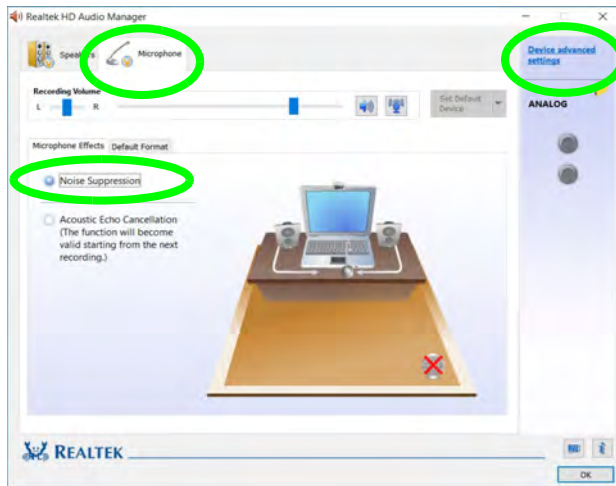 Realtek HD Audio Manager
Speakers
Microphone
Device advanced
settings
Recording Volume
L
R
Set Default
Device
ANALOG
Microphone Effects
Default Format
Noise Suppression
Acoustic Echo Cancellation
(The function will become
valid starting from the next
recording.)
REALTEK
OK